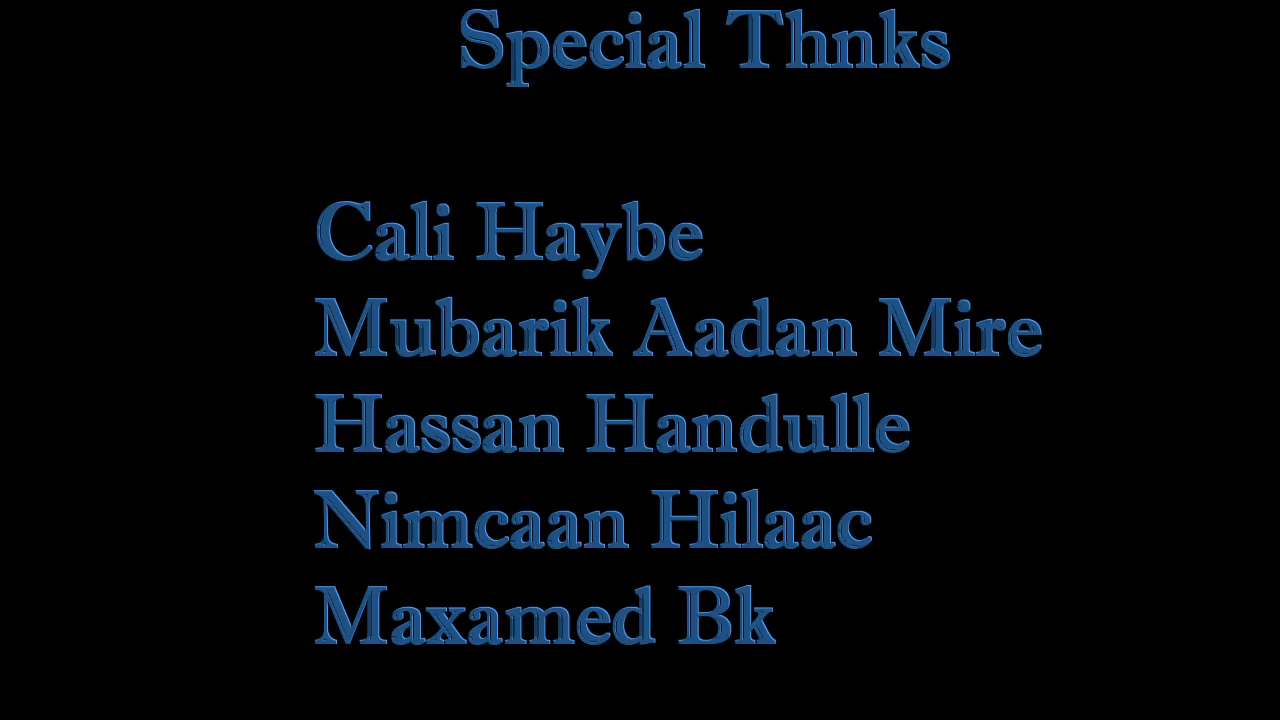 Special Thnks
Cali Haybe
Mubarik Aadan Mire
Hassan Handulle
Nimcaan Hilaac
Maxamed Bk